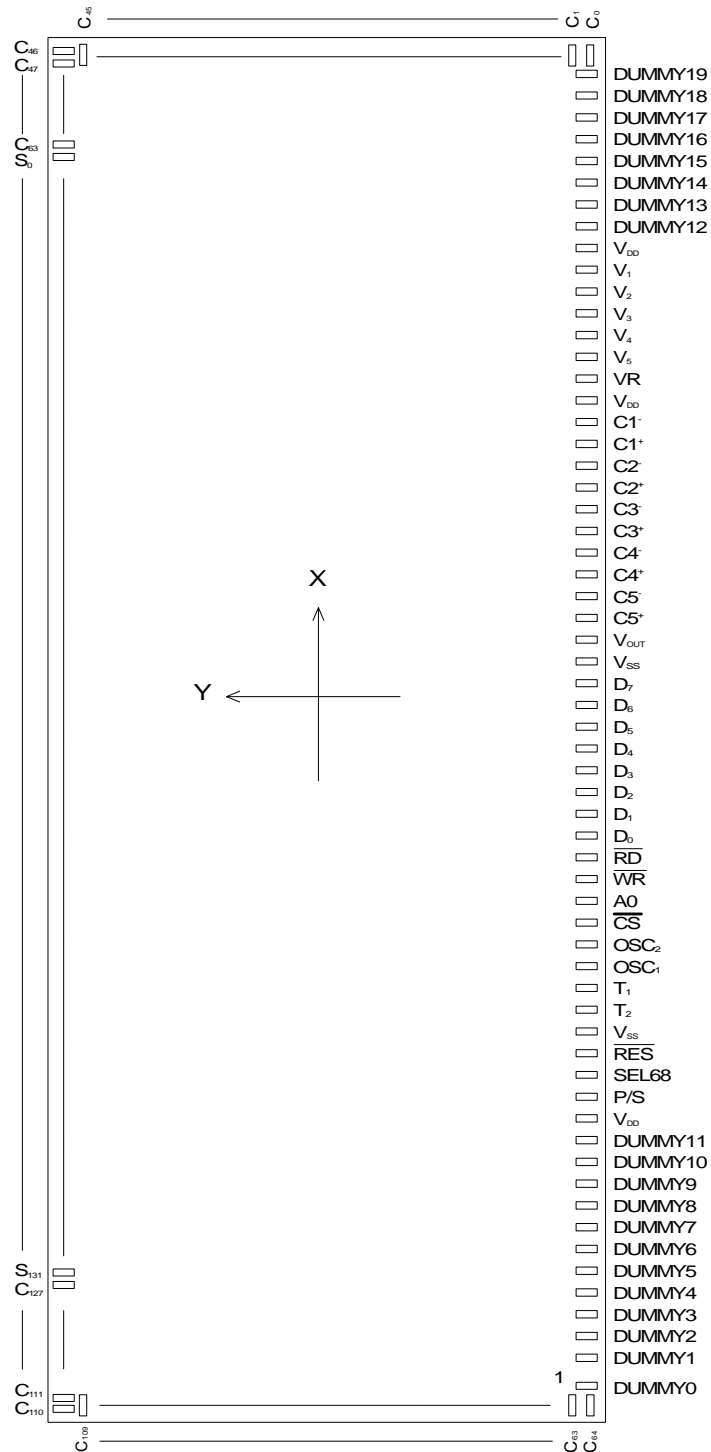 C45 C1 C0
C46
C47
C63
S0
DUMMY19
DUMMY18
DUMMY17
DUMMY16
DUMMY15
DUMMY14
DUMMY13
DUMMY12
VDD
V1
V2
V3
V4
V5
VR
VDD
C1-
C1+
C2-
C2+
C3-
C3+
C4-
C4+
C5-
C5+
VOUT
VSS
D7
D6
D5
D4
D3
D2
D1
D0
RD
WR
A0
CS
OSC2
OSC1
T1
T2
VSS
RES
SEL68
P/S
VDD
DUMMY11
DUMMY10
DUMMY9
DUMMY8
DUMMY7
DUMMY6
DUMMY5
DUMMY4
DUMMY3
DUMMY2
DUMMY1
DUMMY0
X
Y
S131
C127
C111
C110
1
C109 C63 C64